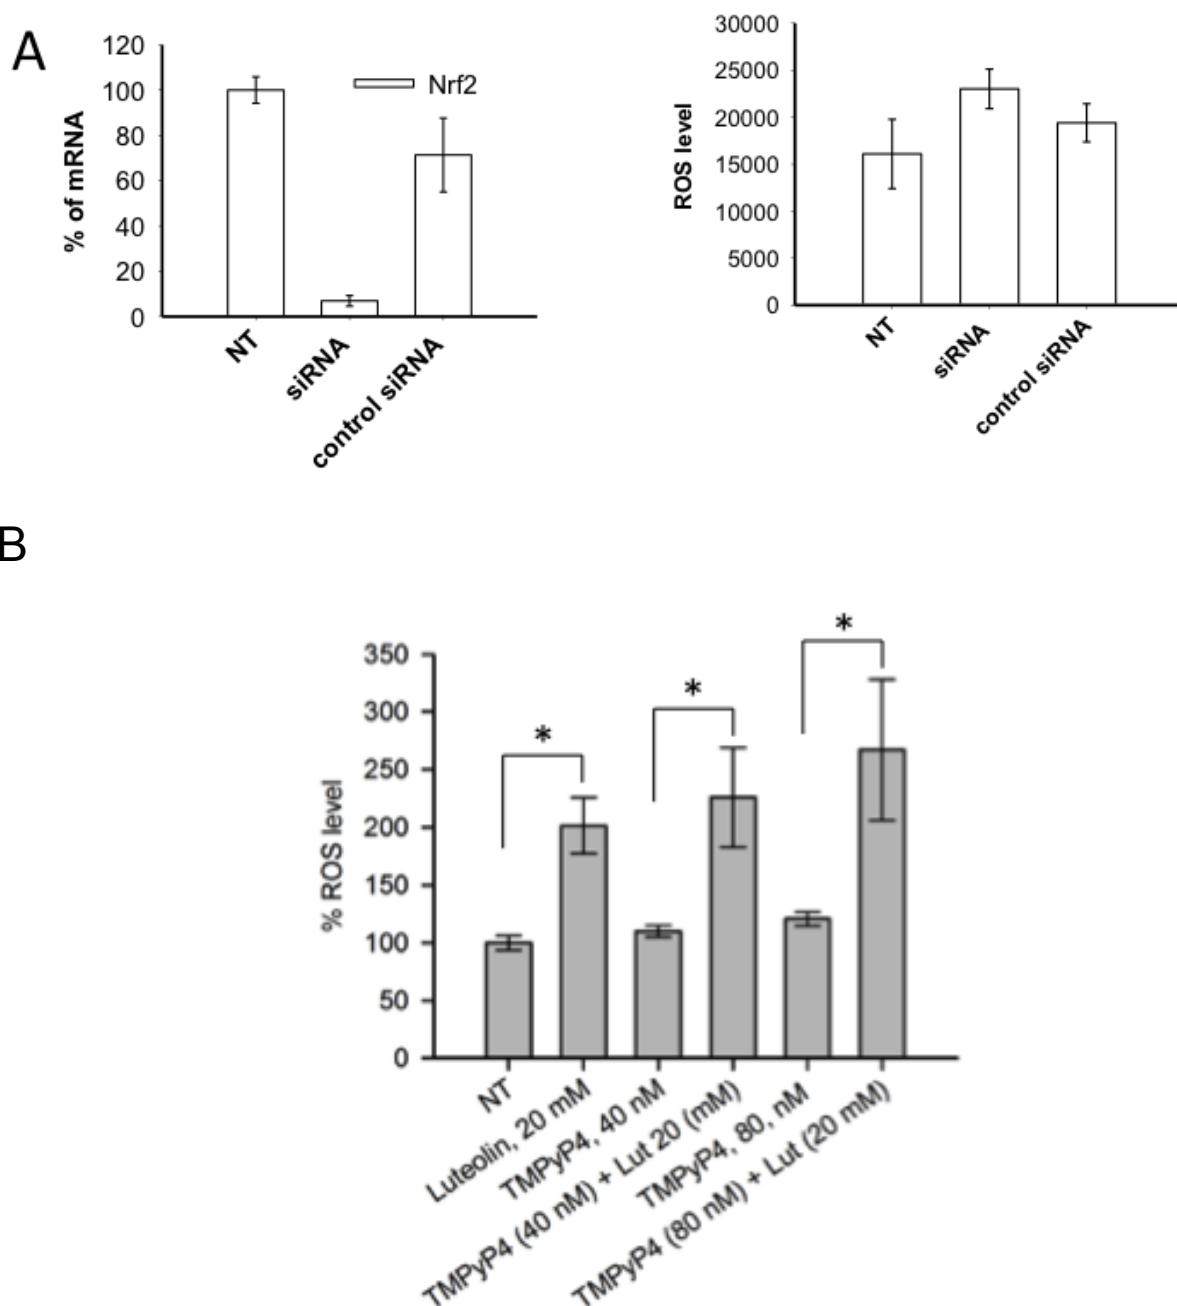 A
120
100
80
60
40
20
0
% of mRNA
Nrf2
NT
siRNA
control siRNA
30000
25000
20000
15000
10000
5000
0
ROS level
NT
siRNA
control siRNA
B
350
300
250
200
150
100
50
0
% ROS level
*
*
*
NT
Luteolin, 20 mM
TMPyP4, 40 nM
TMPyP4 (40 nM) + Lut 20 (mM)
TMPyP4, 80, nM
TMPyP4 (80 nM) + Lut (20 mM)